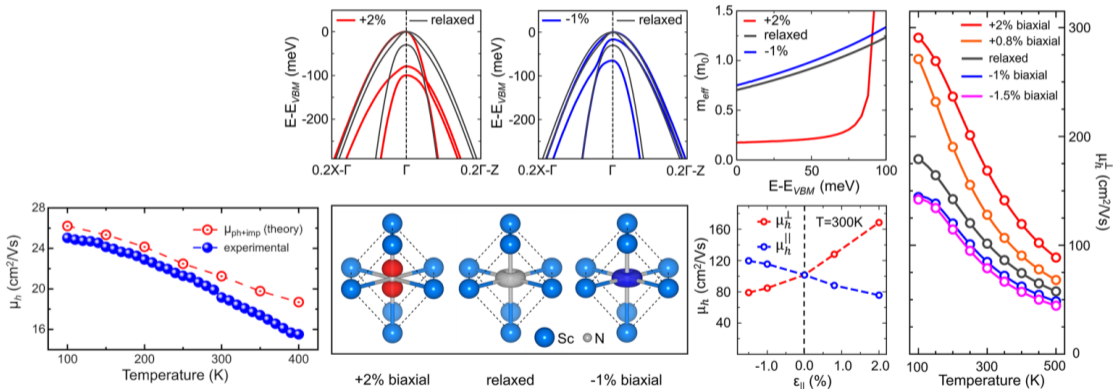 +2%
relaxed
E-E_VBM (meV)
0
-100
-200
0.2X-Γ
Γ
0.2Γ-Z
-1%
relaxed
E-E_VBM (meV)
0
-100
-200
0.2X-Γ
Γ
0.2Γ-Z
+2%
relaxed
-1%
m_eff (m_0)
2.0
1.5
1.0
0.5
0.0
0
50
100
E-E_VBM (meV)
+2% biaxial
+0.8% biaxial
relaxed
-1% biaxial
-1.5% biaxial
300
250
200
150
100
50
0
μ_h^⊥ (cm²/Vs)
100
300
500
Temperature (K)
μ_ph+imp (theory)
experimental
μ_h (cm²/Vs)
28
24
20
16
100
200
300
400
Temperature (K)
Sc
N
+2% biaxial
relaxed
-1% biaxial
μ_h^⊥
μ_h^||
T=300K
μ_h (cm²/Vs)
160
120
80
40
-1.0
0.0
1.0
2.0
ε_|| (%)